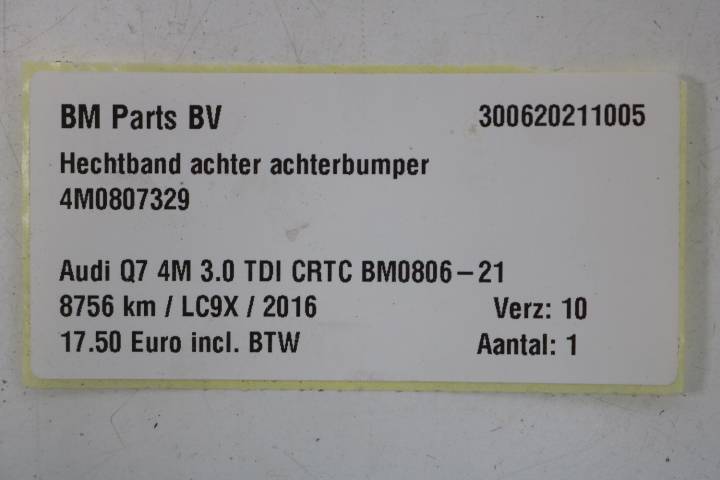 BM Parts BV 300620211005
Hechtband achter achterbumper
4M0807329
Audi Q7 4M 3.0 TDI CRTC BM0806-21
8756 km / LC9X / 2016 Verz: 10
17.50 Euro incl. BTW Aantal: 1